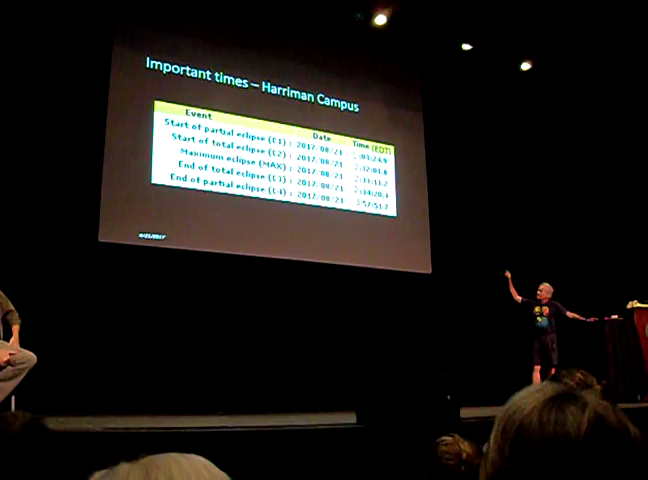 Important times – Harriman Campus
Event Date Time (EDT)
Start of partial eclipse (C1) : 2017/08/21
Start of total eclipse (C2) : 2017/08/21
Maximum eclipse (MAX) : 2017/08/21
End of total eclipse (C3) : 2017/08/21
End of partial eclipse (C4) : 2017/08/21